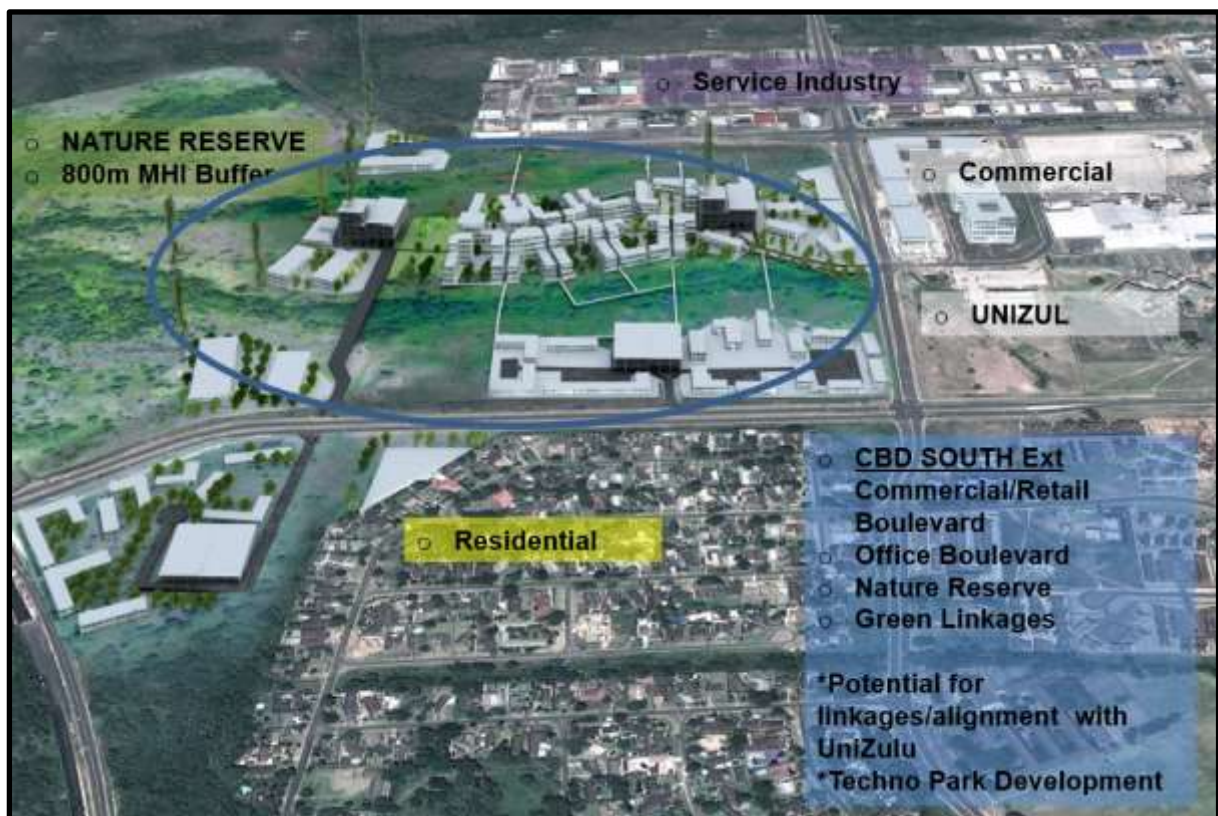 ○ Service Industry
○ NATURE RESERVE
○ 800m MHI Buffer
○ Commercial
○ UNIZUL
○ CBD SOUTH Ext
Commercial/Retail
Boulevard
○ Office Boulevard
○ Nature Reserve
○ Green Linkages
*Potential for
linkages/alignment with
UniZulu
*Techno Park Development
○ Residential